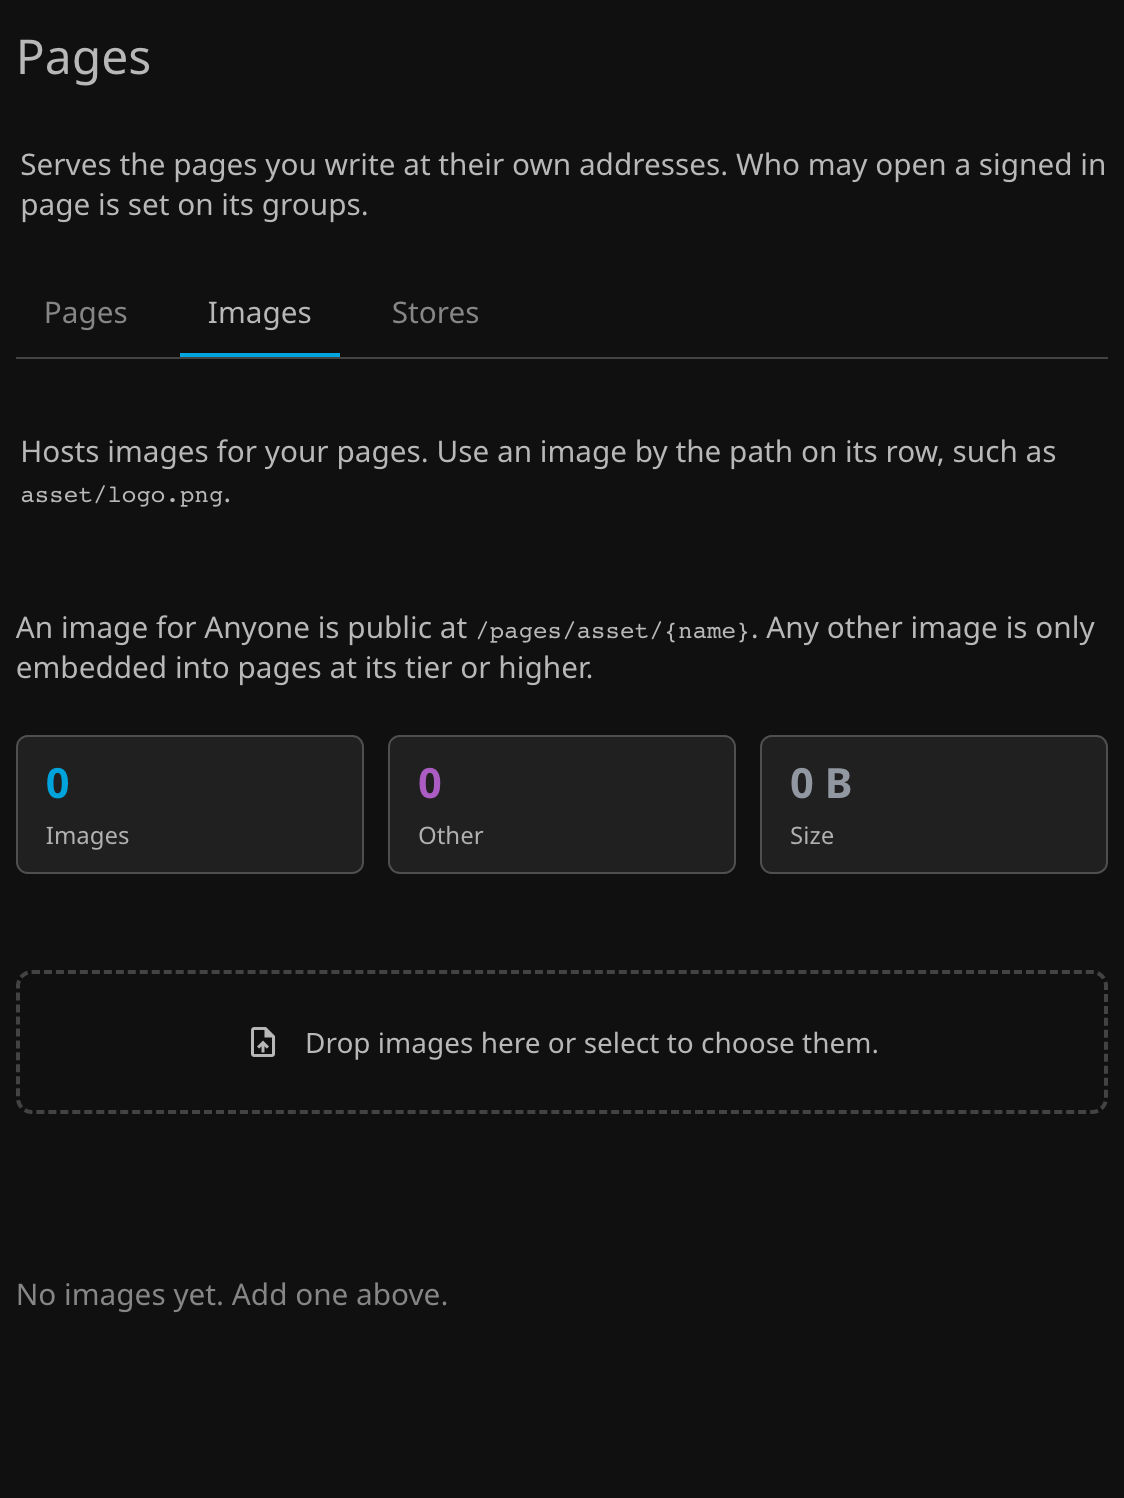 Pages
Serves the pages you write at their own addresses. Who may open a signed in
page is set on its groups.
Pages Images Stores
Hosts images for your pages. Use an image by the path on its row, such as
asset/logo.png.
An image for Anyone is public at /pages/asset/{name}. Any other image is only
embedded into pages at its tier or higher.
0 0 0 B
Images Other Size
Drop images here or select to choose them.
No images yet. Add one above.